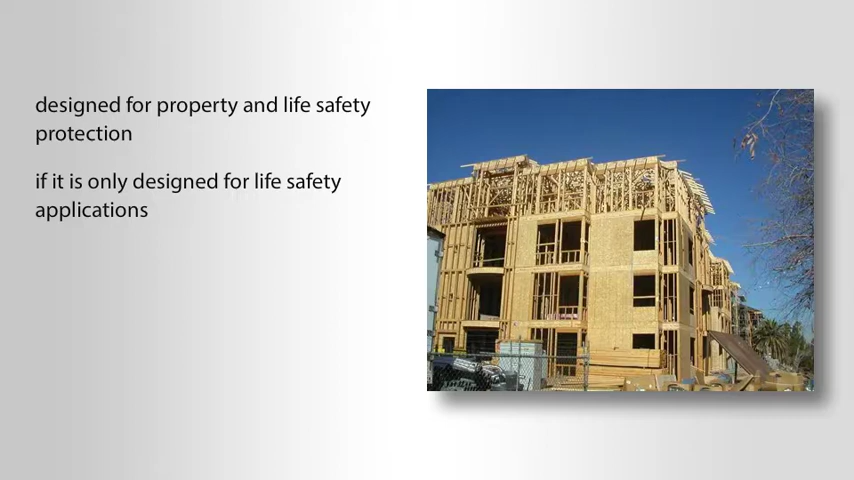 designed for property and life safety
protection
if it is only designed for life safety
applications